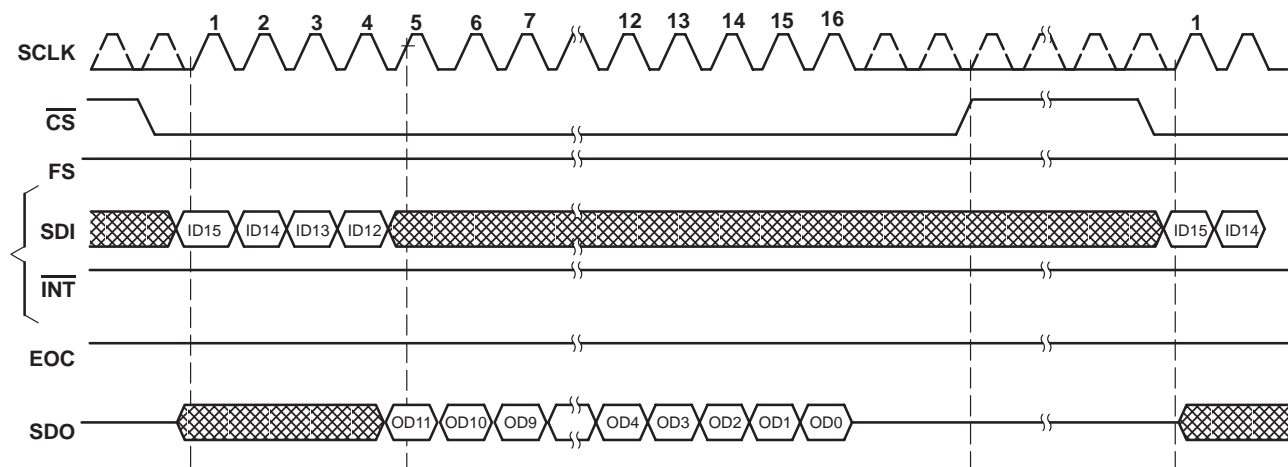 1 2 3 4 5 6 7 12 13 14 15 16 1
SCLK
CS
FS
SDI ID15 ID14 ID13 ID12 ID15 ID14
INT
EOC
SDO OD11 OD10 OD9 OD4 OD3 OD2 OD1 OD0